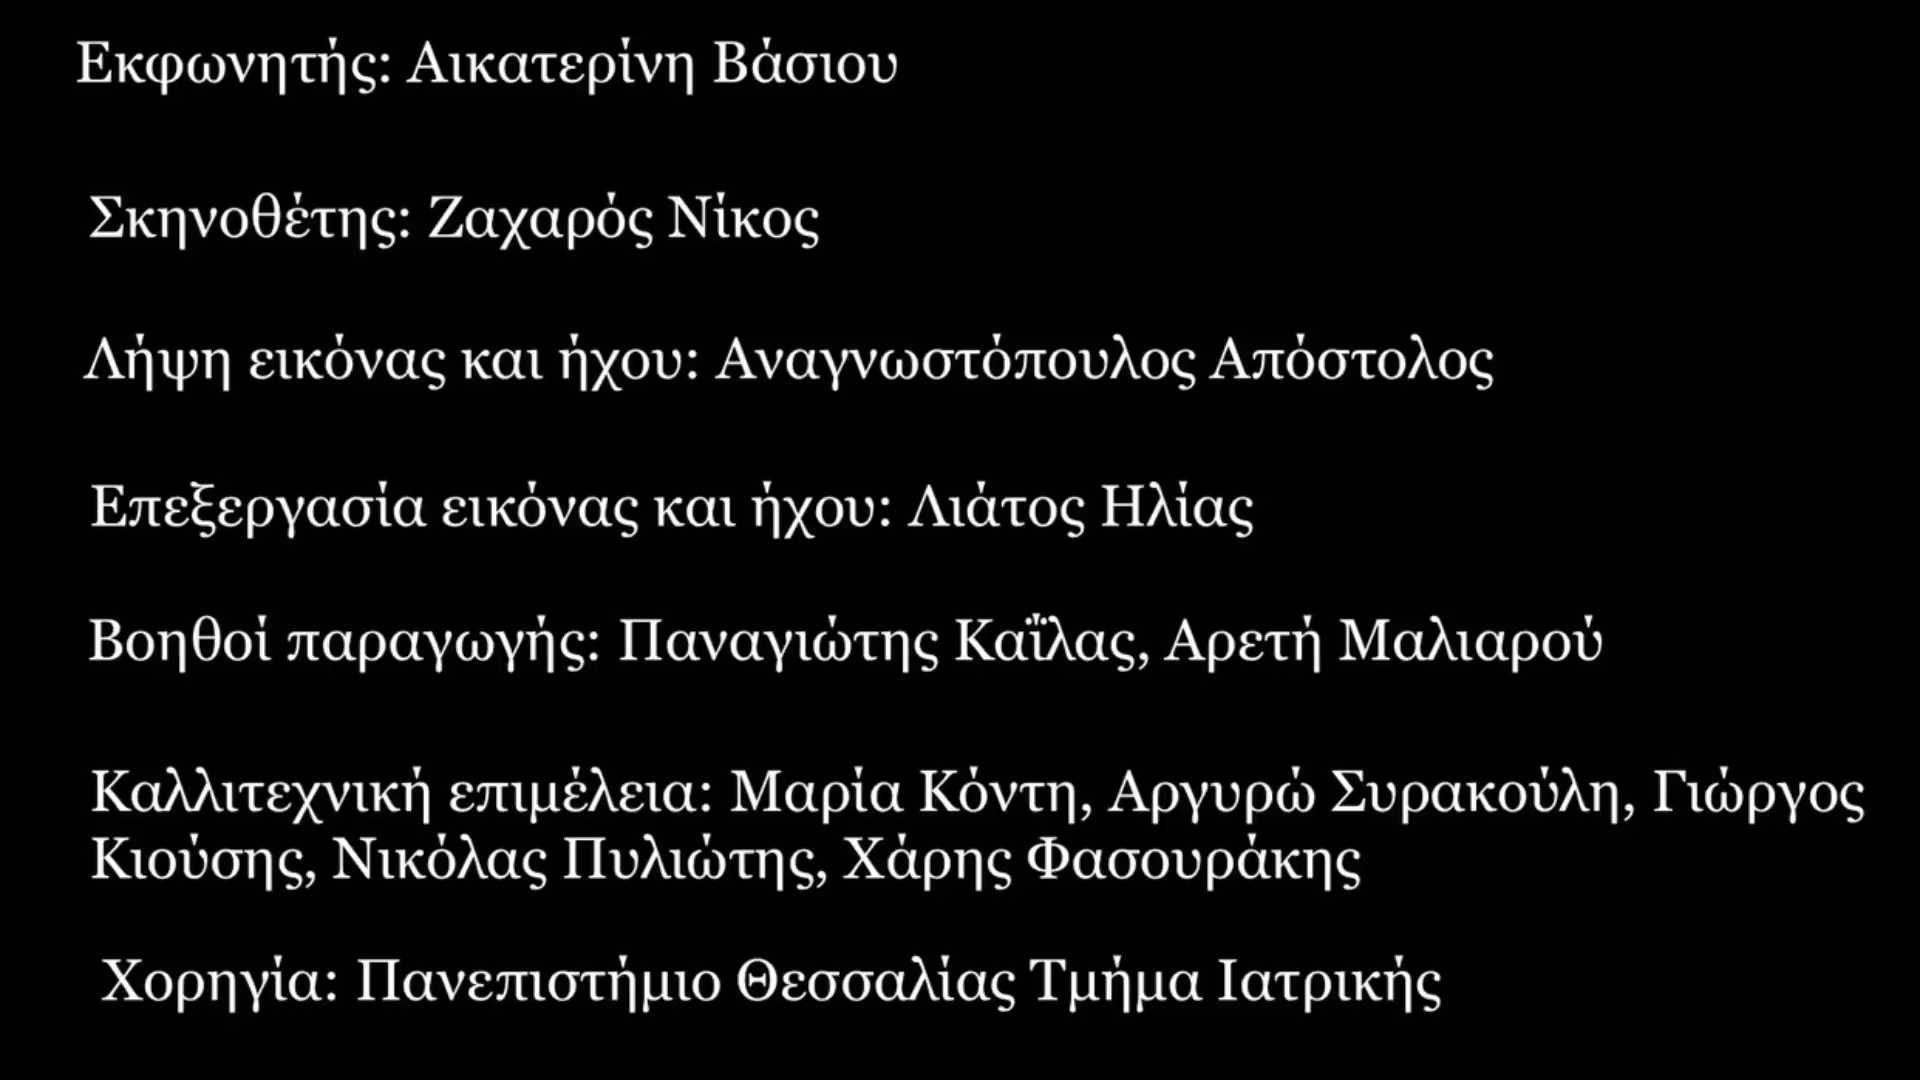 Εκφωνητής: Αικατερίνη Βάσιου
Σκηνοθέτης: Ζαχαρός Νίκος
Λήψη εικόνας και ήχου: Αναγνωστόπουλος Απόστολος
Επεξεργασία εικόνας και ήχου: Λιάτος Ηλίας
Βοηθοί παραγωγής: Παναγιώτης Καΐλας, Αρετή Μαλιαρού
Καλλιτεχνική επιμέλεια: Μαρία Κόντη, Αργυρώ Συρακούλη, Γιώργος
Κιούσης, Νικόλας Πυλιώτης, Χάρης Φασουράκης
Χορηγία: Πανεπιστήμιο Θεσσαλίας Τμήμα Ιατρικής